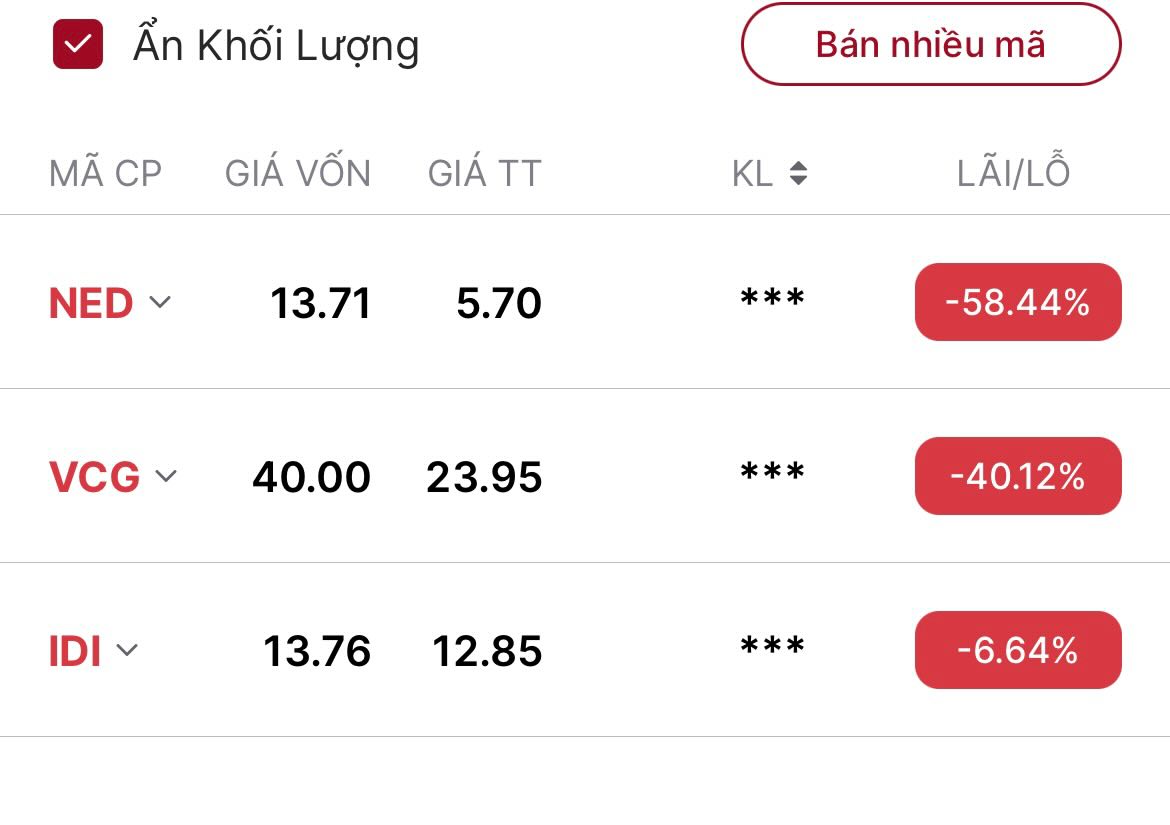 Ẩn Khối Lượng
Bán nhiều mã
MÃ CP GIÁ VỐN GIÁ TT KL LÃI/LỖ
NED 13.71 5.70 *** -58.44%
VCG 40.00 23.95 *** -40.12%
IDI 13.76 12.85 *** -6.64%